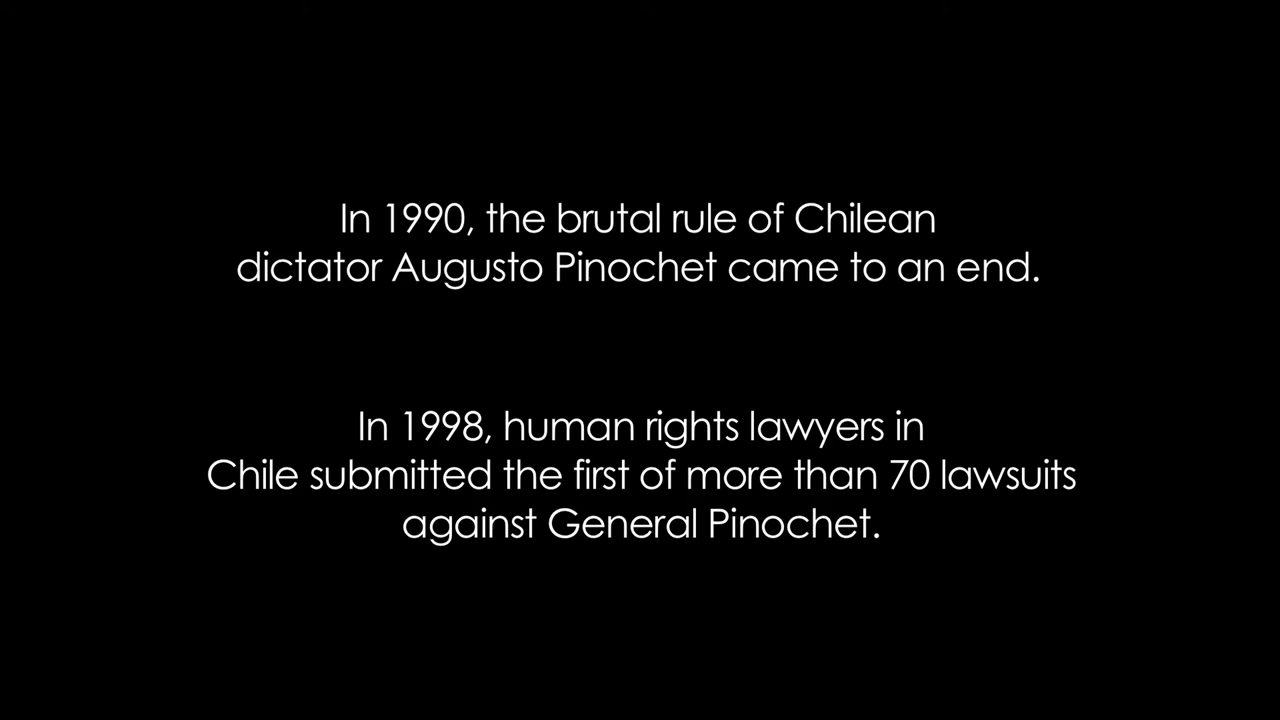 In 1990, the brutal rule of Chilean
dictator Augusto Pinochet came to an end.
In 1998, human rights lawyers in
Chile submitted the first of more than 70 lawsuits
against General Pinochet.